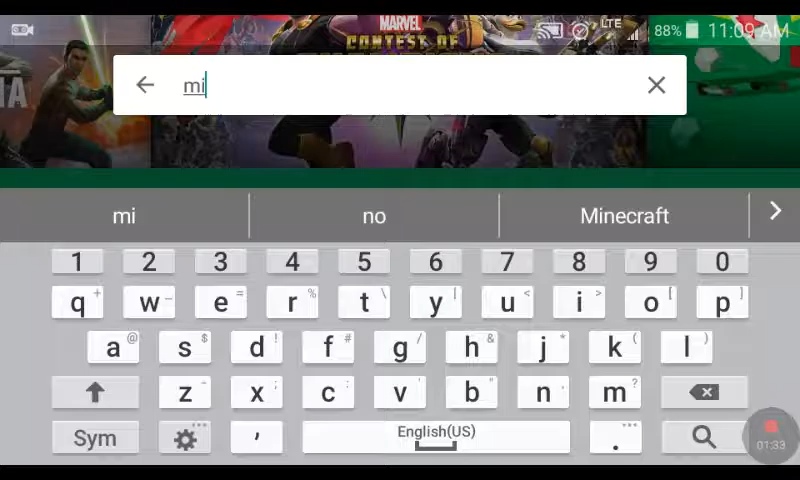 MARVEL
CONTEST OF
LTE
88%
11:09 AM
mi
mi no Minecraft
1 2 3 4 5 6 7 8 9 0
q + w _ e = r % t \ y | u < i > o [ p ]
a @ s $ d ! f # g / h & j * k ( l )
z - x ; c : v ' b " n , m ?
Sym , English(US) .
01:33